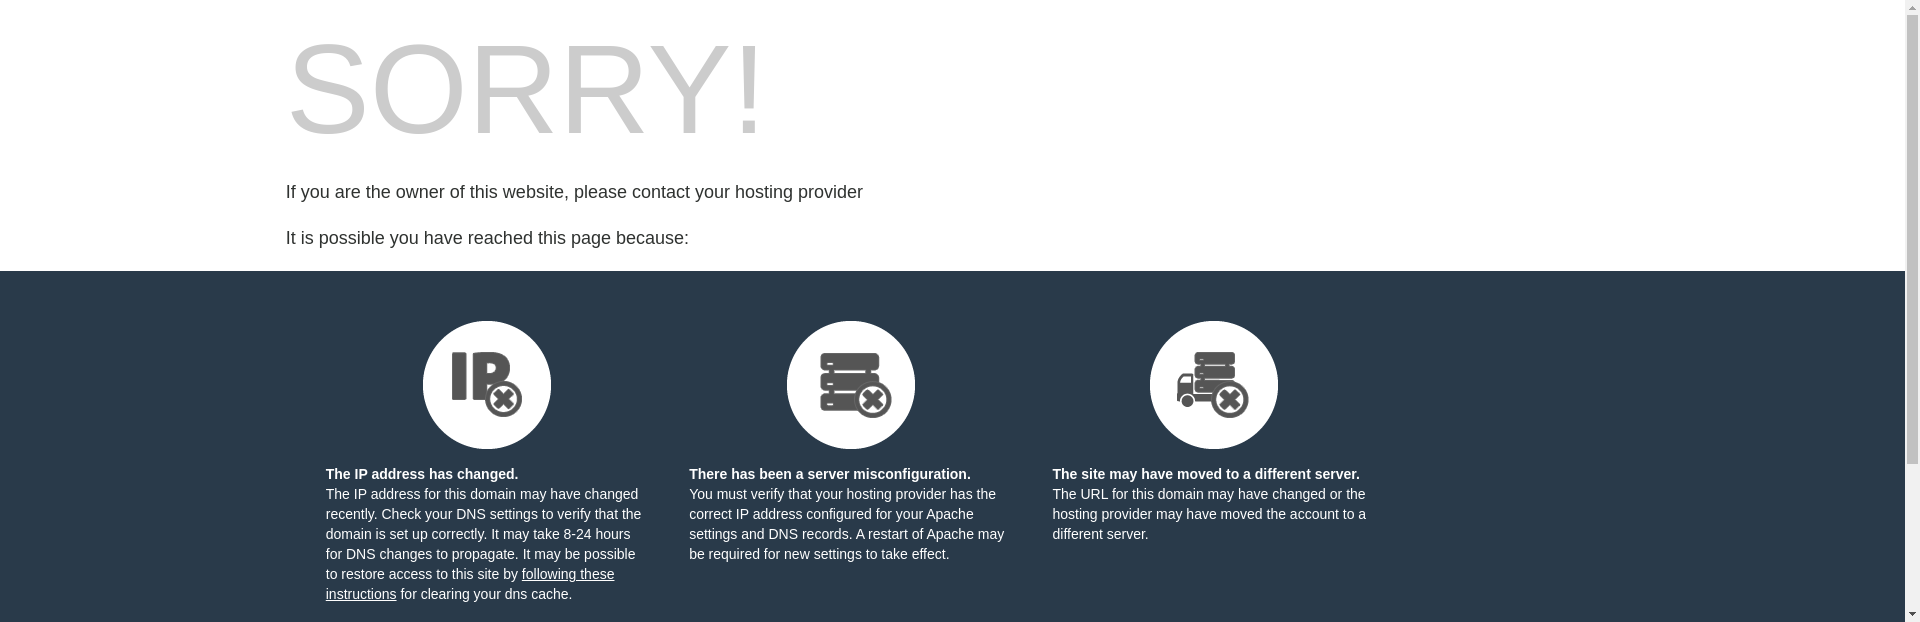 SORRY!
If you are the owner of this website, please contact your hosting provider
It is possible you have reached this page because:
IP
The IP address has changed.
The IP address for this domain may have changed
recently. Check your DNS settings to verify that the
domain is set up correctly. It may take 8-24 hours
for DNS changes to propagate. It may be possible
to restore access to this site by following these
instructions for clearing your dns cache.
There has been a server misconfiguration.
You must verify that your hosting provider has the
correct IP address configured for your Apache
settings and DNS records. A restart of Apache may
be required for new settings to take effect.
The site may have moved to a different server.
The URL for this domain may have changed or the
hosting provider may have moved the account to a
different server.